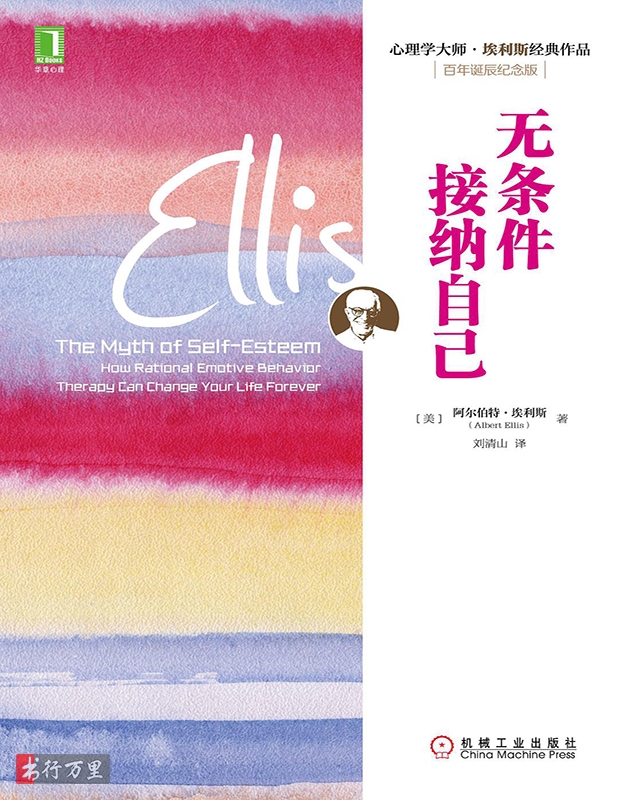 HZ Books
华章心理
心理学大师·埃利斯经典作品
百年诞辰纪念版
无条件
接纳自己
Ellis
The Myth of Self-Esteem
How Rational Emotive Behavior
Therapy Can Change Your Life Forever
[美] 阿尔伯特·埃利斯 著
(Albert Ellis)
刘清山 译
书行万里
机械工业出版社
China Machine Press